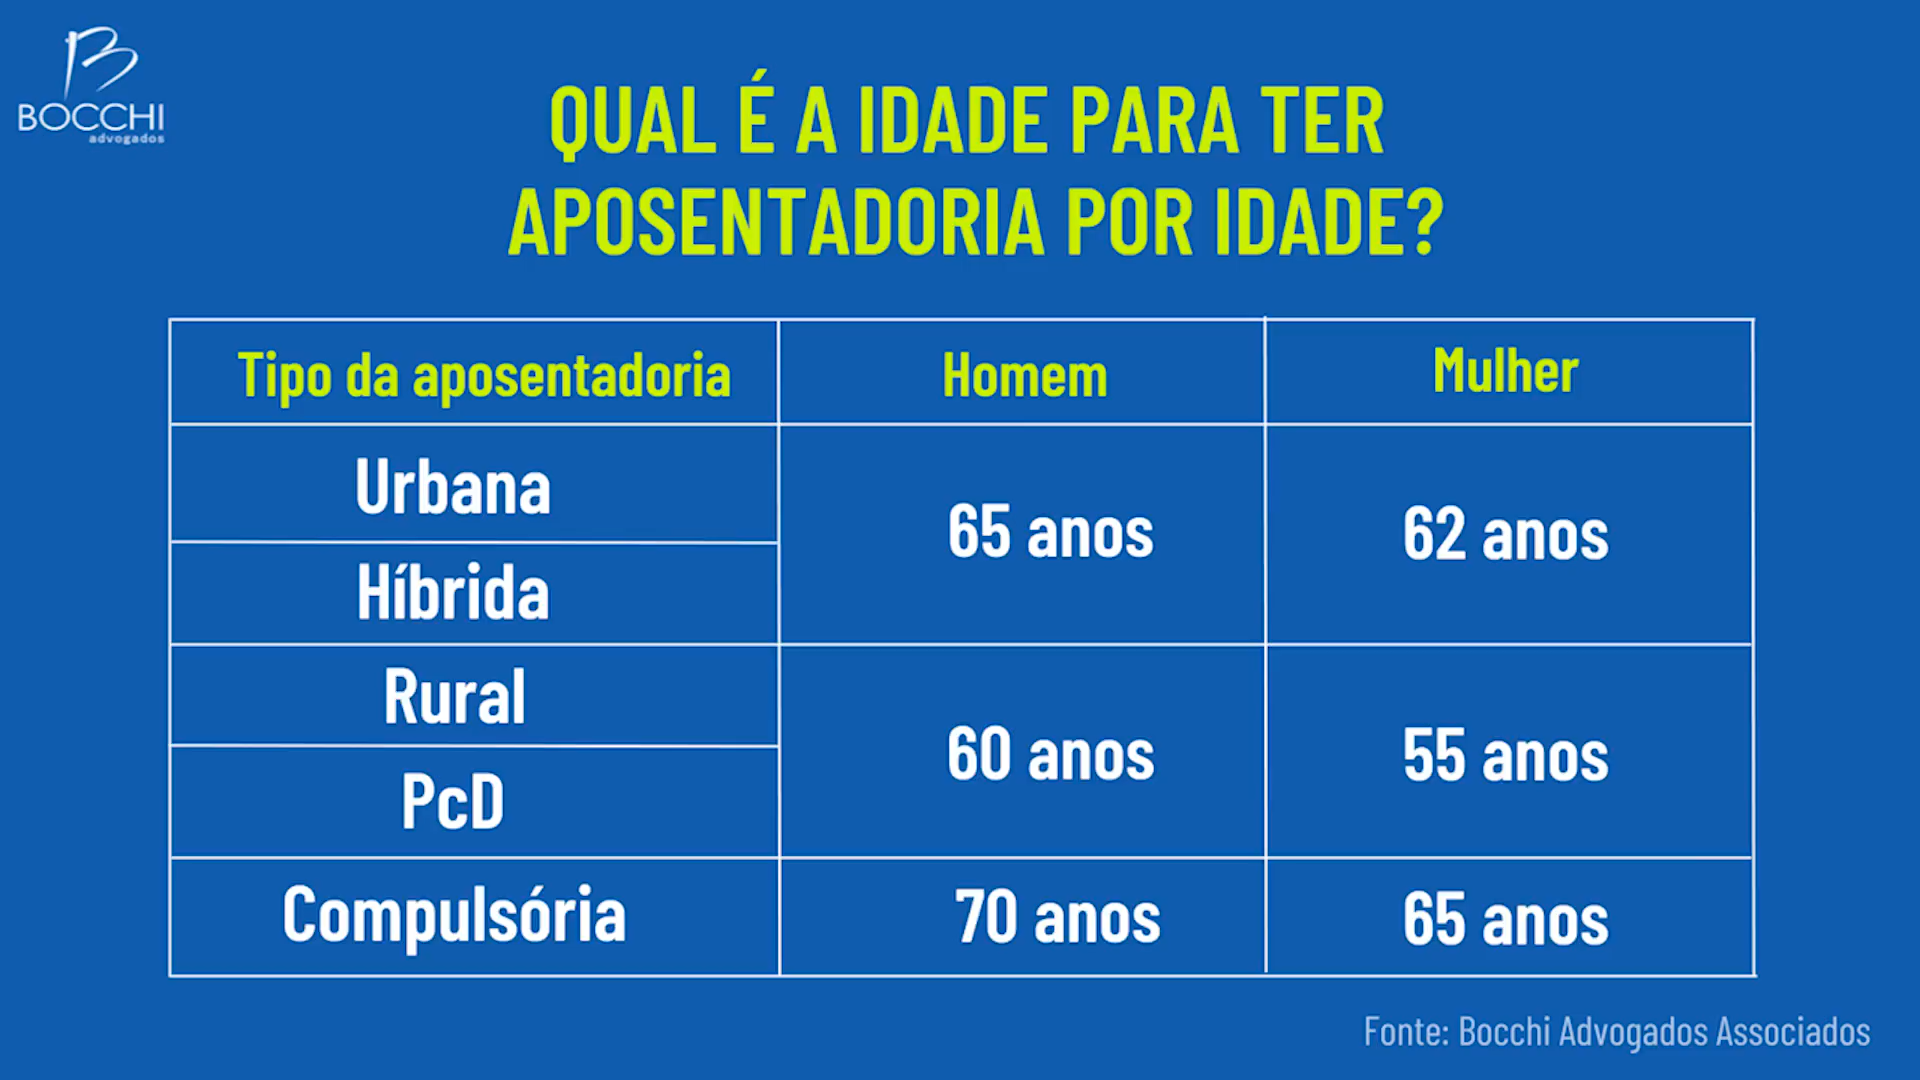 BOCCHI
advogados
QUAL É A IDADE PARA TER
APOSENTADORIA POR IDADE?
Tipo da aposentadoria Homem Mulher
Urbana
65 anos 62 anos
Híbrida
Rural
60 anos 55 anos
PcD
Compulsória 70 anos 65 anos
Fonte: Bocchi Advogados Associados